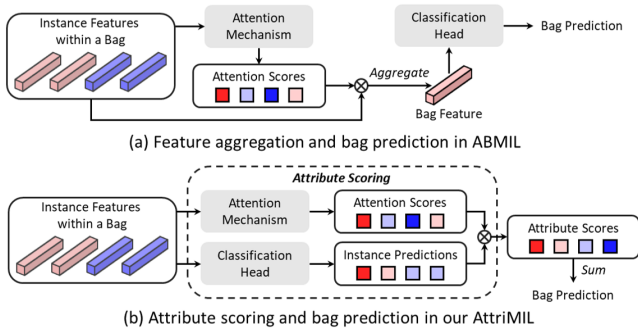 Instance Features
within a Bag
Attention
Mechanism
Attention Scores
Aggregate
Classification
Head
Bag Prediction
Bag Feature
(a) Feature aggregation and bag prediction in ABMIL
Attribute Scoring
Instance Features
within a Bag
Attention
Mechanism
Attention Scores
Classification
Head
Instance Predictions
Attribute Scores
Sum
Bag Prediction
(b) Attribute scoring and bag prediction in our AttriMIL